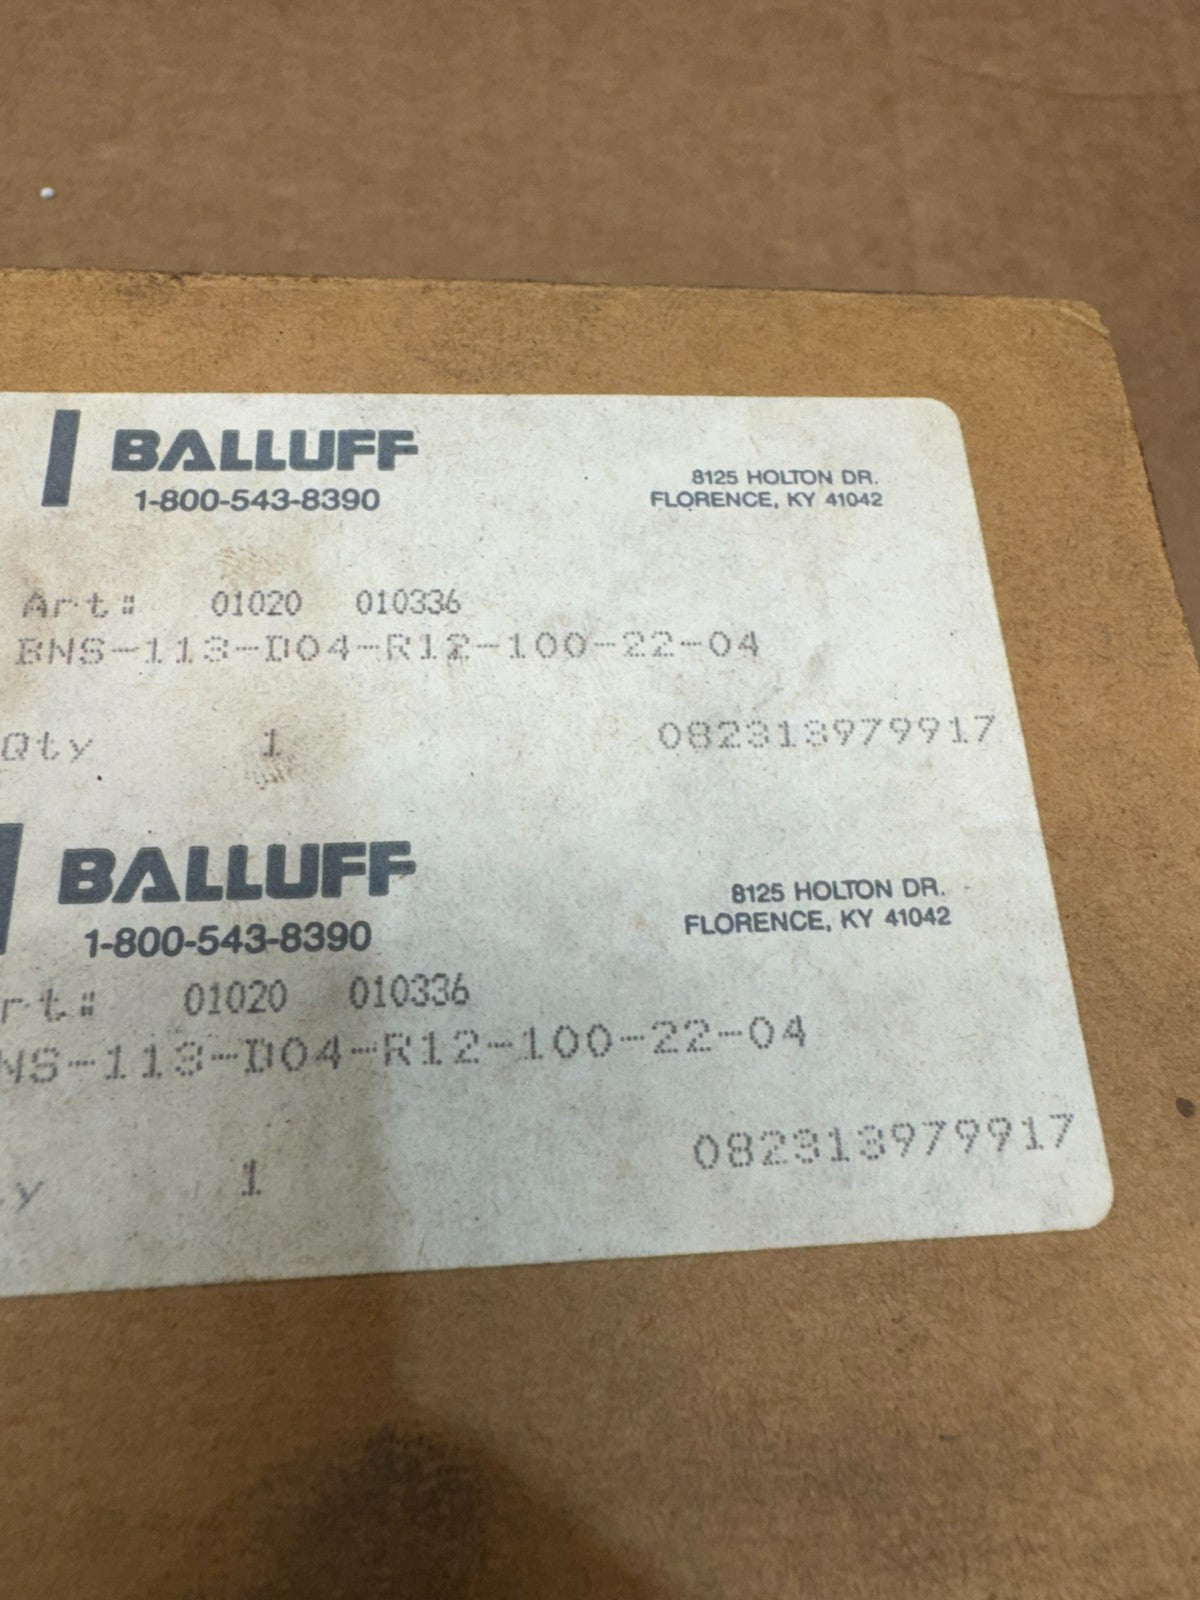 BALLUFF
1-800-543-8390
8125 HOLTON DR.
FLORENCE, KY 41042
Art# 01020 010336
BNS-113-D04-R12-100-22-04
Qty 1 082313979917
BALLUFF
1-800-543-8390
8125 HOLTON DR.
FLORENCE, KY 41042
rt# 01020 010336
NS-113-D04-R12-100-22-04
y 1 082313979917